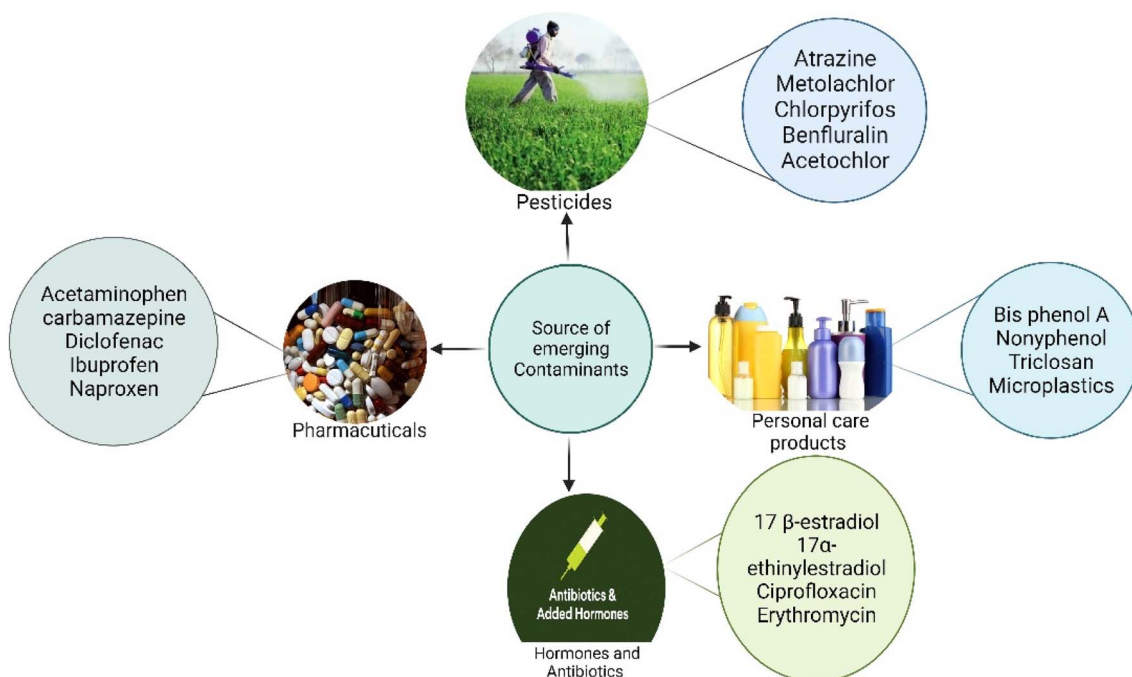 Pesticides
Atrazine
Metolachlor
Chlorpyrifos
Benfluralin
Acetochlor
Acetaminophen
carbamazepine
Diclofenac
Ibuprofen
Naproxen
Pharmacuticals
Source of
emerging
Contaminants
Personal care
products
Bis phenol A
Nonyphenol
Triclosan
Microplastics
Antibiotics &
Added Hormones
Hormones and
Antibiotics
17 β-estradiol
17α-
ethinylestradiol
Ciprofloxacin
Erythromycin